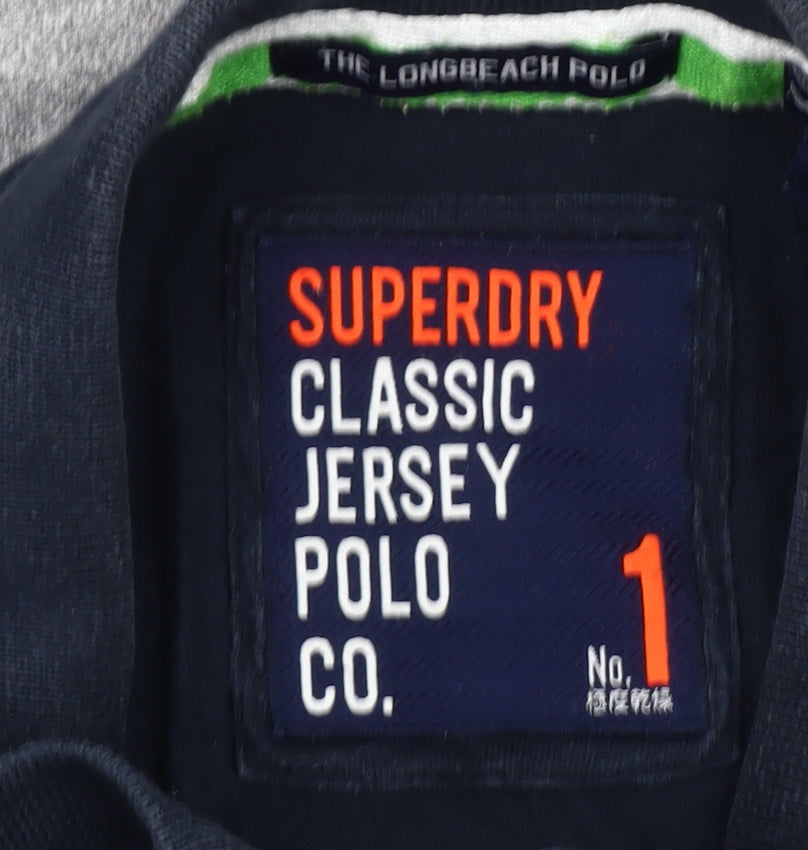 THE LONGBEACH POLO
SUPERDRY
CLASSIC
JERSEY
POLO
CO.
No. 1
極度乾燥